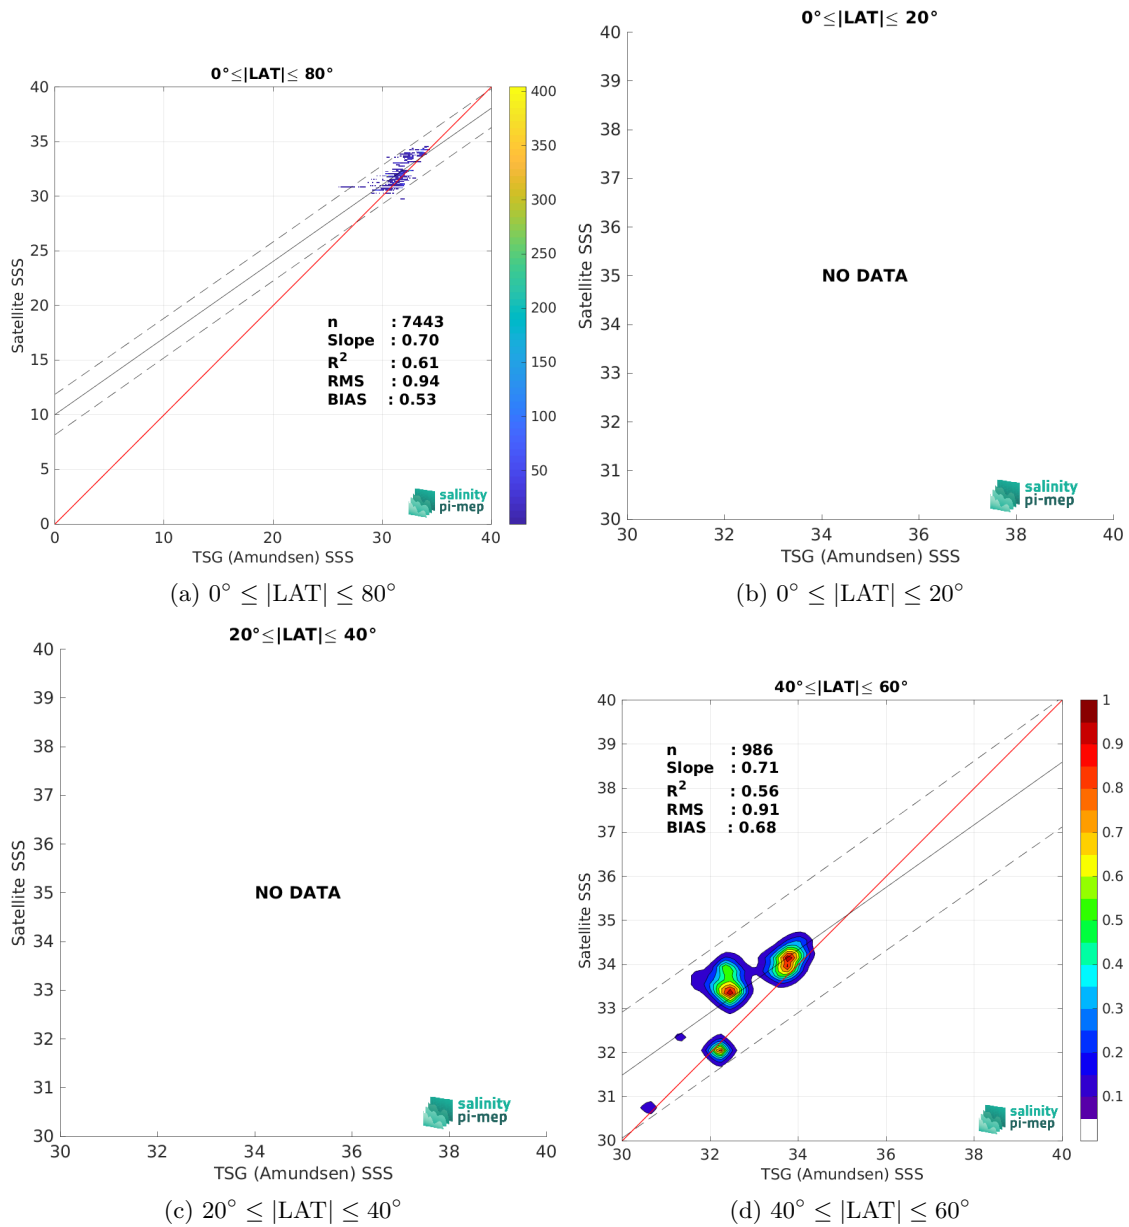 0°≤|LAT|≤ 80°
40
35
30
25
20
15
10
5
0
Satellite SSS
n : 7443
Slope : 0.70
R2 : 0.61
RMS : 0.94
BIAS : 0.53
salinity
pi-mep
0 10 20 30 40
TSG (Amundsen) SSS
400
350
300
250
200
150
100
50
(a) 0° ≤ |LAT| ≤ 80°
0°≤|LAT|≤ 20°
40
39
38
37
36
35
34
33
32
31
30
Satellite SSS
NO DATA
salinity
pi-mep
30 32 34 36 38 40
TSG (Amundsen) SSS
(b) 0° ≤ |LAT| ≤ 20°
20°≤|LAT|≤ 40°
40
39
38
37
36
35
34
33
32
31
30
Satellite SSS
NO DATA
salinity
pi-mep
30 32 34 36 38 40
TSG (Amundsen) SSS
(c) 20° ≤ |LAT| ≤ 40°
40°≤|LAT|≤ 60°
40
39
38
37
36
35
34
33
32
31
30
Satellite SSS
n : 986
Slope : 0.71
R2 : 0.56
RMS : 0.91
BIAS : 0.68
salinity
pi-mep
30 32 34 36 38 40
TSG (Amundsen) SSS
1
0.9
0.8
0.7
0.6
0.5
0.4
0.3
0.2
0.1
(d) 40° ≤ |LAT| ≤ 60°